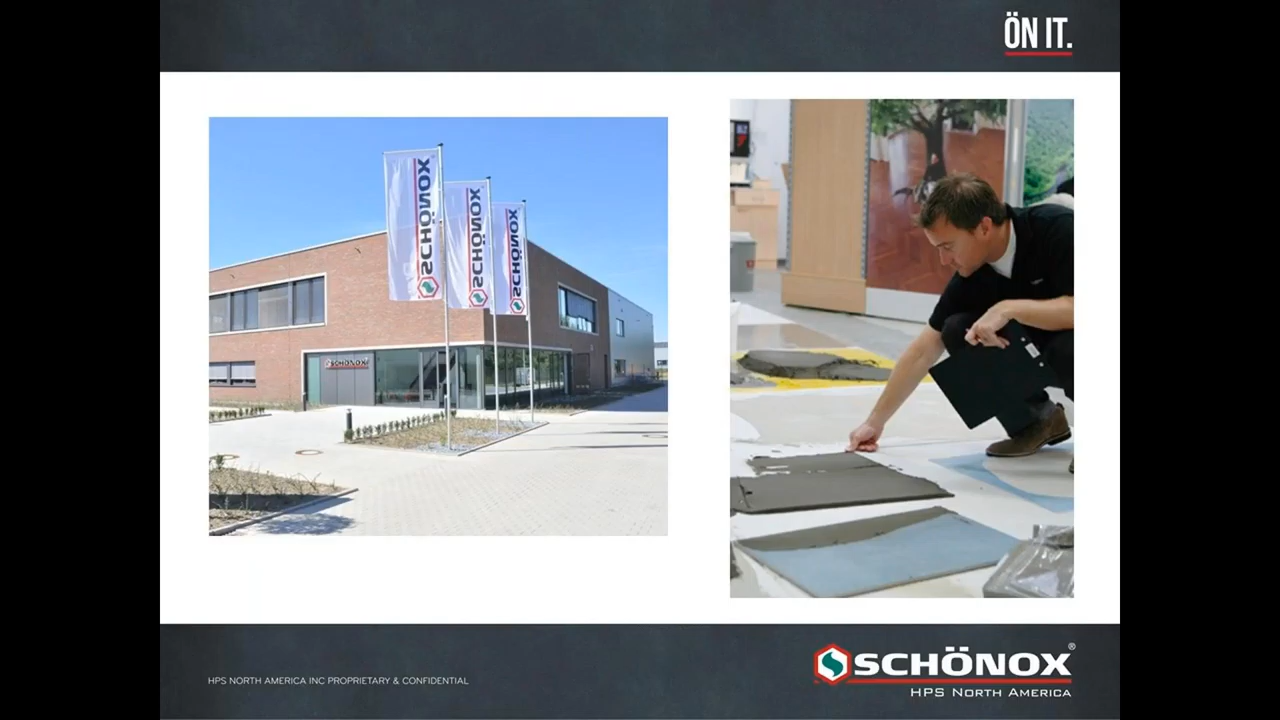 ÖN IT.
SCHÖNOX
SCHÖNOX
SCHÖNOX
SCHÖNOX
HPS NORTH AMERICA INC PROPRIETARY & CONFIDENTIAL
SCHÖNOX®
HPS NORTH AMERICA